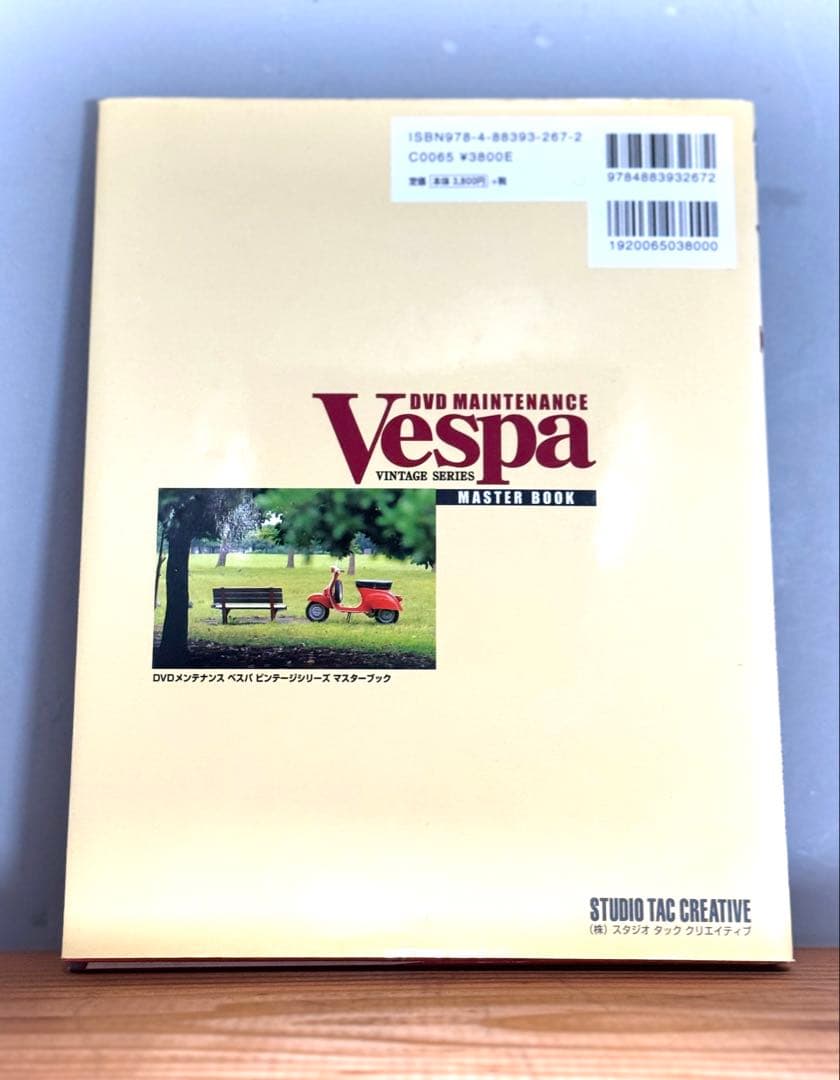 ISBN978-4-88393-267-2
C0065 ¥3800E
定価 本体 3,800円 +税
9784883932672
1920065038000
DVD MAINTENANCE
Vespa
VINTAGE SERIES
MASTER BOOK
DVDメンテナンス ベスパ ビンテージシリーズ マスターブック
STUDIO TAC CREATIVE
(株) スタジオ タック クリエイティブ